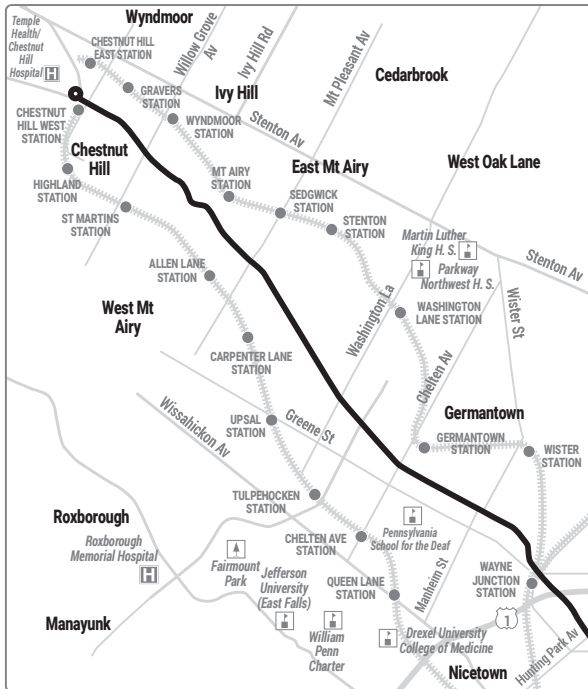 Wyndmoor
Temple
Health/
Chestnut
Hill
Hospital
H
CHESTNUT HILL
EAST STATION
Willow Grove
Av
Ivy Hill Rd
Mt Pleasant Av
GRAVERS
STATION
Ivy Hill
Cedarbrook
WYNDMOOR
STATION
Stenton Av
CHESTNUT
HILL WEST
STATION
Chestnut
Hill
East Mt Airy
West Oak Lane
MT AIRY
STATION
HIGHLAND
STATION
SEDGWICK
STATION
ST MARTINS
STATION
STENTON
STATION
Martin Luther
King H. S.
Parkway
Northwest H. S.
Stenton Av
ALLEN LANE
STATION
West Mt
Airy
Washington La
WASHINGTON
LANE STATION
Wister St
CARPENTER LANE
STATION
Chelten Av
Wissahickon Av
Greene St
UPSAL
STATION
Germantown
GERMANTOWN
STATION
WISTER
STATION
TULPEHOCKEN
STATION
Roxborough
Roxborough
Memorial Hospital
H
CHELTEN AVE
STATION
Pennsylvania
School for the Deaf
Fairmount
Park
Jefferson
University
(East Falls)
QUEEN LANE
STATION
Manheim St
WAYNE
JUNCTION
STATION
1
Hunting Park Av
Manayunk
William
Penn
Charter
Drexel University
College of Medicine
Nicetown